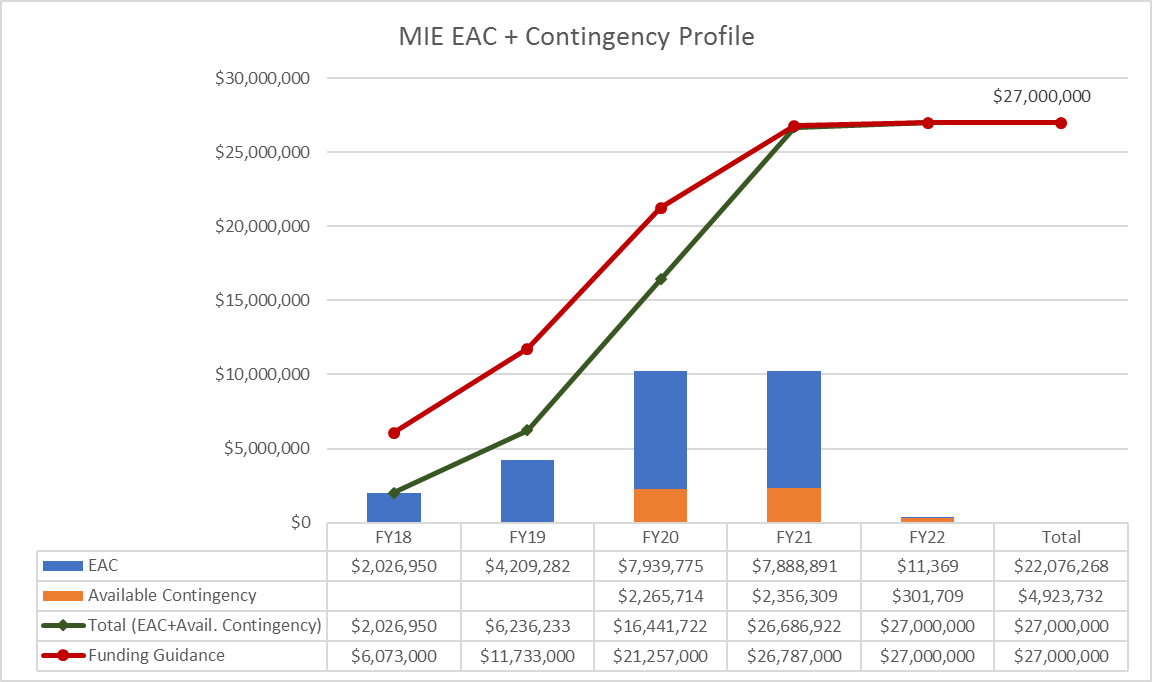 MIE EAC + Contingency Profile
$30,000,000
$27,000,000
$25,000,000
$20,000,000
$15,000,000
$10,000,000
$5,000,000
$0
FY18 FY19 FY20 FY21 FY22 Total
EAC $2,026,950 $4,209,282 $7,939,775 $7,888,891 $11,369 $22,076,268
Available Contingency $2,265,714 $2,356,309 $301,709 $4,923,732
Total (EAC+Avail. Contingency) $2,026,950 $6,236,233 $16,441,722 $26,686,922 $27,000,000 $27,000,000
Funding Guidance $6,073,000 $11,733,000 $21,257,000 $26,787,000 $27,000,000 $27,000,000